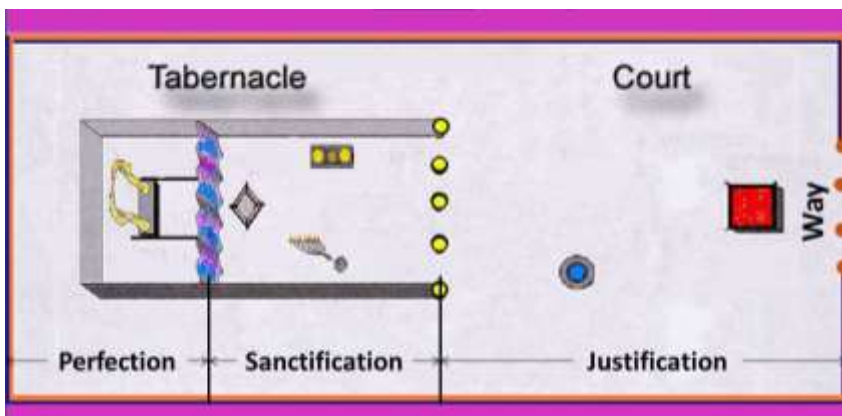 Tabernacle
Court
Way
Perfection
Sanctification
Justification